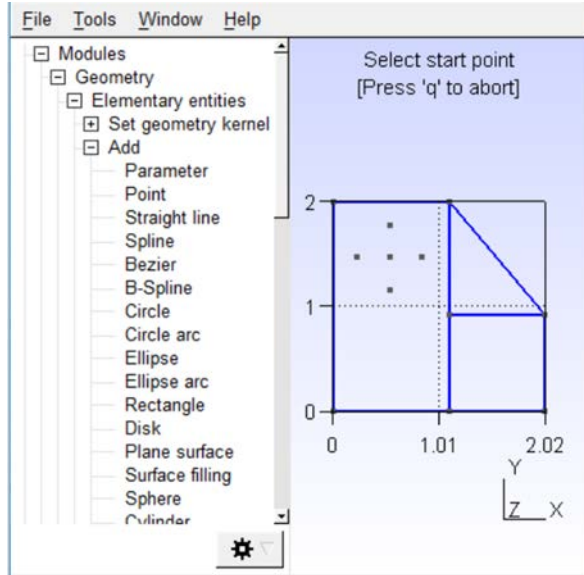 File Tools Window Help
Modules
Geometry
Elementary entities
Set geometry kernel
Add
Parameter
Point
Straight line
Spline
Bezier
B-Spline
Circle
Circle arc
Ellipse
Ellipse arc
Rectangle
Disk
Plane surface
Surface filling
Sphere
Cylinder
Select start point
[Press 'q' to abort]
2
1
0
0 1.01 2.02
Y
Z X